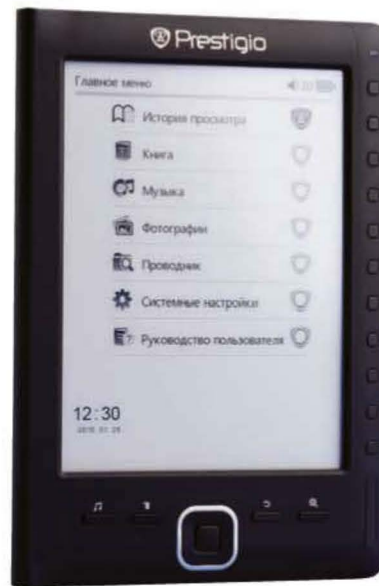 Prestigio
Главное меню
История просмотра
Книга
Музыка
Фотографии
Проводник
Системные настройки
Руководство пользователя
12:30